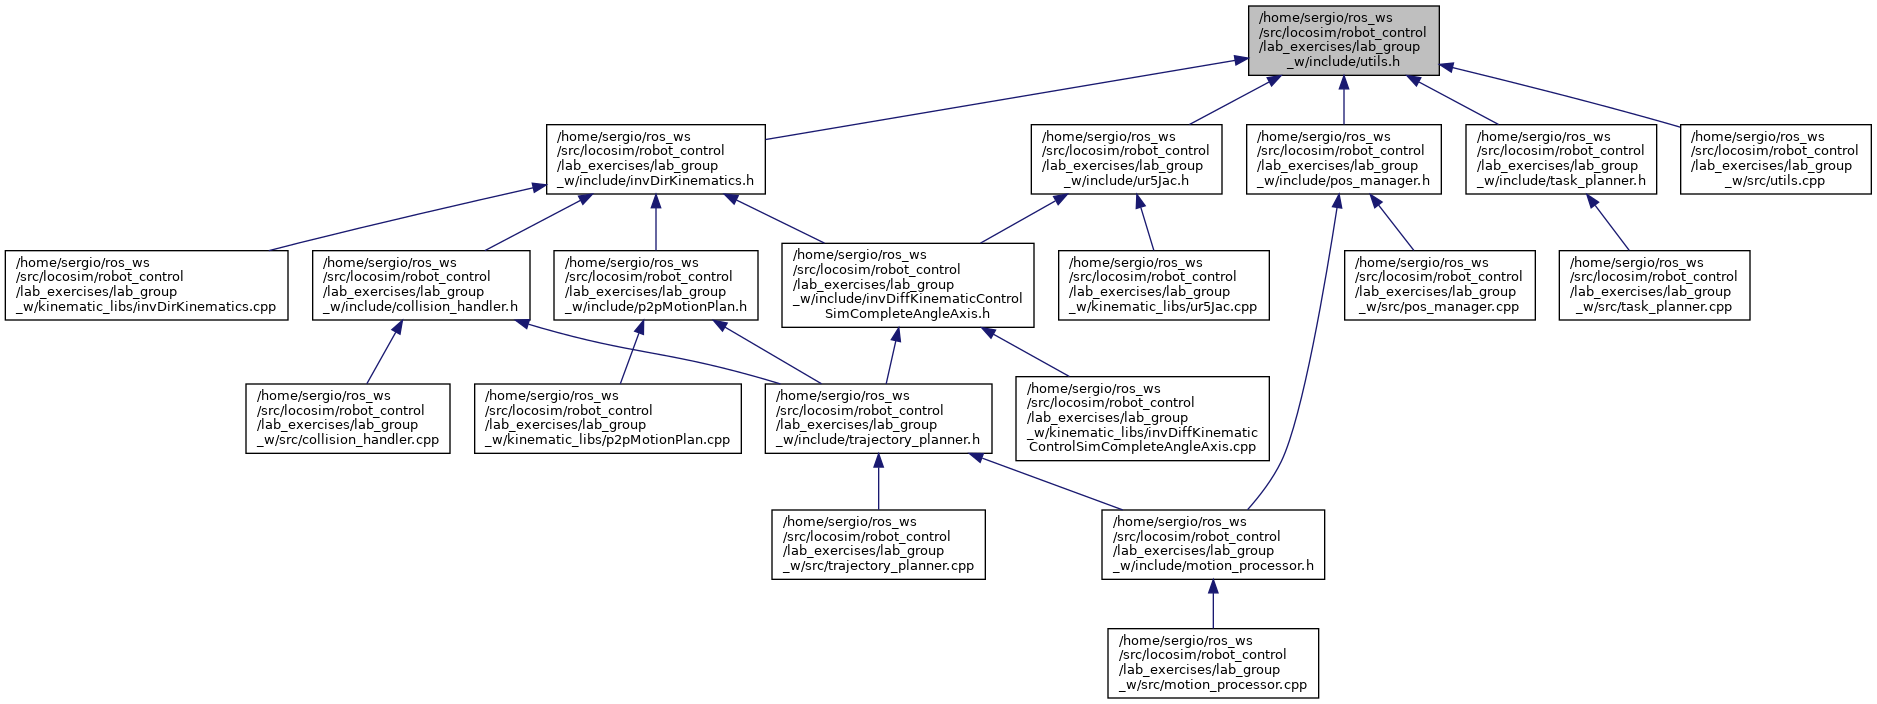 /home/sergio/ros_ws
/src/locosim/robot_control
/lab_exercises/lab_group
_w/include/utils.h
/home/sergio/ros_ws
/src/locosim/robot_control
/lab_exercises/lab_group
_w/include/invDirKinematics.h
/home/sergio/ros_ws
/src/locosim/robot_control
/lab_exercises/lab_group
_w/include/ur5Jac.h
/home/sergio/ros_ws
/src/locosim/robot_control
/lab_exercises/lab_group
_w/include/pos_manager.h
/home/sergio/ros_ws
/src/locosim/robot_control
/lab_exercises/lab_group
_w/include/task_planner.h
/home/sergio/ros_ws
/src/locosim/robot_control
/lab_exercises/lab_group
_w/src/utils.cpp
/home/sergio/ros_ws
/src/locosim/robot_control
/lab_exercises/lab_group
_w/kinematic_libs/invDirKinematics.cpp
/home/sergio/ros_ws
/src/locosim/robot_control
/lab_exercises/lab_group
_w/include/collision_handler.h
/home/sergio/ros_ws
/src/locosim/robot_control
/lab_exercises/lab_group
_w/include/p2pMotionPlan.h
/home/sergio/ros_ws
/src/locosim/robot_control
/lab_exercises/lab_group
_w/include/invDiffKinematicControl
SimCompleteAngleAxis.h
/home/sergio/ros_ws
/src/locosim/robot_control
/lab_exercises/lab_group
_w/kinematic_libs/ur5Jac.cpp
/home/sergio/ros_ws
/src/locosim/robot_control
/lab_exercises/lab_group
_w/src/pos_manager.cpp
/home/sergio/ros_ws
/src/locosim/robot_control
/lab_exercises/lab_group
_w/src/task_planner.cpp
/home/sergio/ros_ws
/src/locosim/robot_control
/lab_exercises/lab_group
_w/src/collision_handler.cpp
/home/sergio/ros_ws
/src/locosim/robot_control
/lab_exercises/lab_group
_w/kinematic_libs/p2pMotionPlan.cpp
/home/sergio/ros_ws
/src/locosim/robot_control
/lab_exercises/lab_group
_w/include/trajectory_planner.h
/home/sergio/ros_ws
/src/locosim/robot_control
/lab_exercises/lab_group
_w/kinematic_libs/invDiffKinematic
ControlSimCompleteAngleAxis.cpp
/home/sergio/ros_ws
/src/locosim/robot_control
/lab_exercises/lab_group
_w/src/trajectory_planner.cpp
/home/sergio/ros_ws
/src/locosim/robot_control
/lab_exercises/lab_group
_w/include/motion_processor.h
/home/sergio/ros_ws
/src/locosim/robot_control
/lab_exercises/lab_group
_w/src/motion_processor.cpp